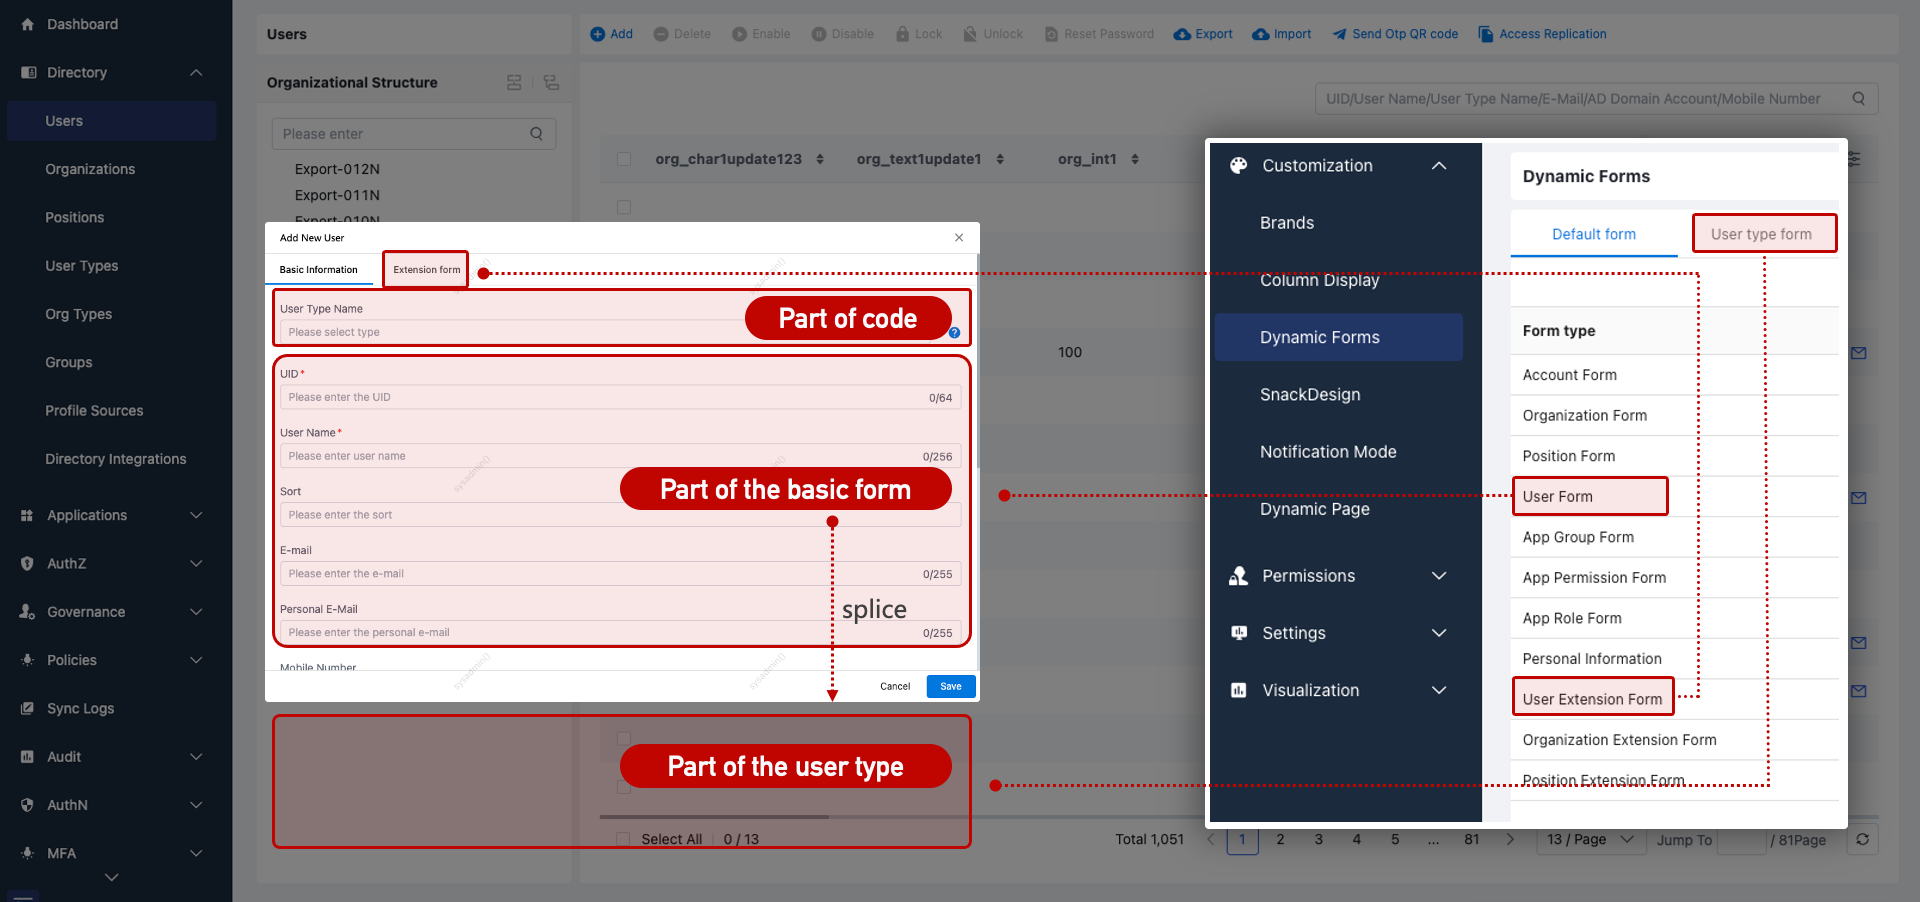 Dashboard
Directory
Users
Organizations
Positions
User Types
Org Types
Groups
Profile Sources
Directory Integrations
Applications
AuthZ
Governance
Policies
Sync Logs
Audit
AuthN
MFA
Users
Add
Delete
Enable
Disable
Lock
Unlock
Reset Password
Export
Import
Send Otp QR code
Access Replication
Organizational Structure
Please enter
Export-012N
Export-011N
Export-010N
UID/User Name/User Type Name/E-Mail/AD Domain Account/Mobile Number
org_char1update123
org_text1update1
org_int1
100
Add New User
Basic Information
Extension form
sysadmin()
sysadmin()
User Type Name
Please select type
?
Part of code
UID*
Please enter the UID
0/64
User Name*
Please enter user name
0/256
sysadmin()
sysadmin()
Part of the basic form
Sort
Please enter the sort
E-mail
Please enter the e-mail
0/255
splice
Personal E-Mail
Please enter the personal e-mail
0/255
Mobile Number
sysadmin()
sysadmin()
Cancel
Save
Part of the user type
Select All
0 / 13
Total 1,051
1
2
3
4
5
...
81
13 / Page
Jump To
/ 81Page
Customization
Brands
Column Display
Dynamic Forms
SnackDesign
Notification Mode
Dynamic Page
Permissions
Settings
Visualization
Dynamic Forms
Default form
User type form
Form type
Account Form
Organization Form
Position Form
User Form
App Group Form
App Permission Form
App Role Form
Personal Information
User Extension Form
Organization Extension Form
Position Extension Form